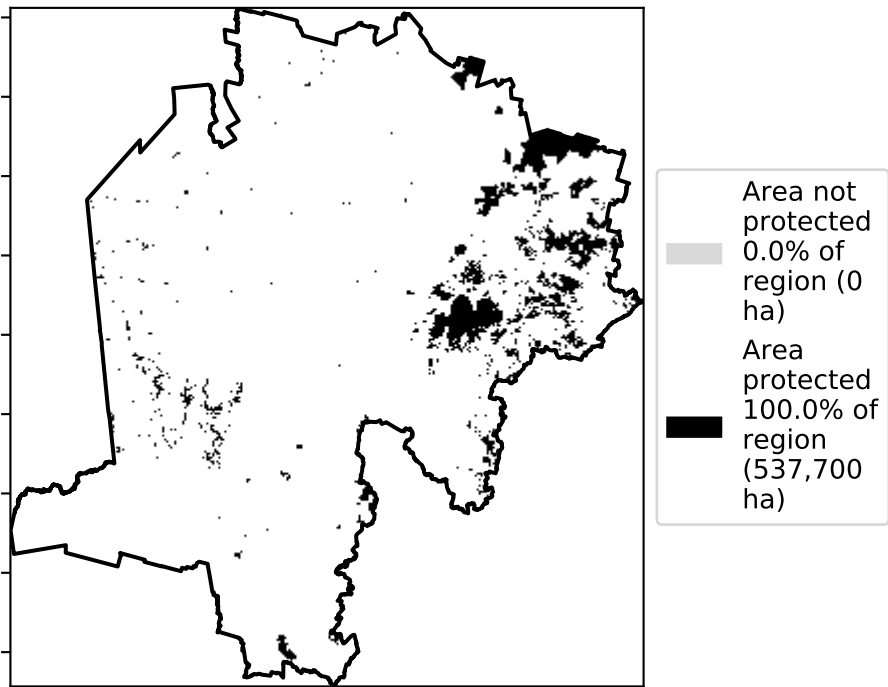 Area not
protected
0.0% of
region (0
ha)
Area
protected
100.0% of
region
(537,700
ha)